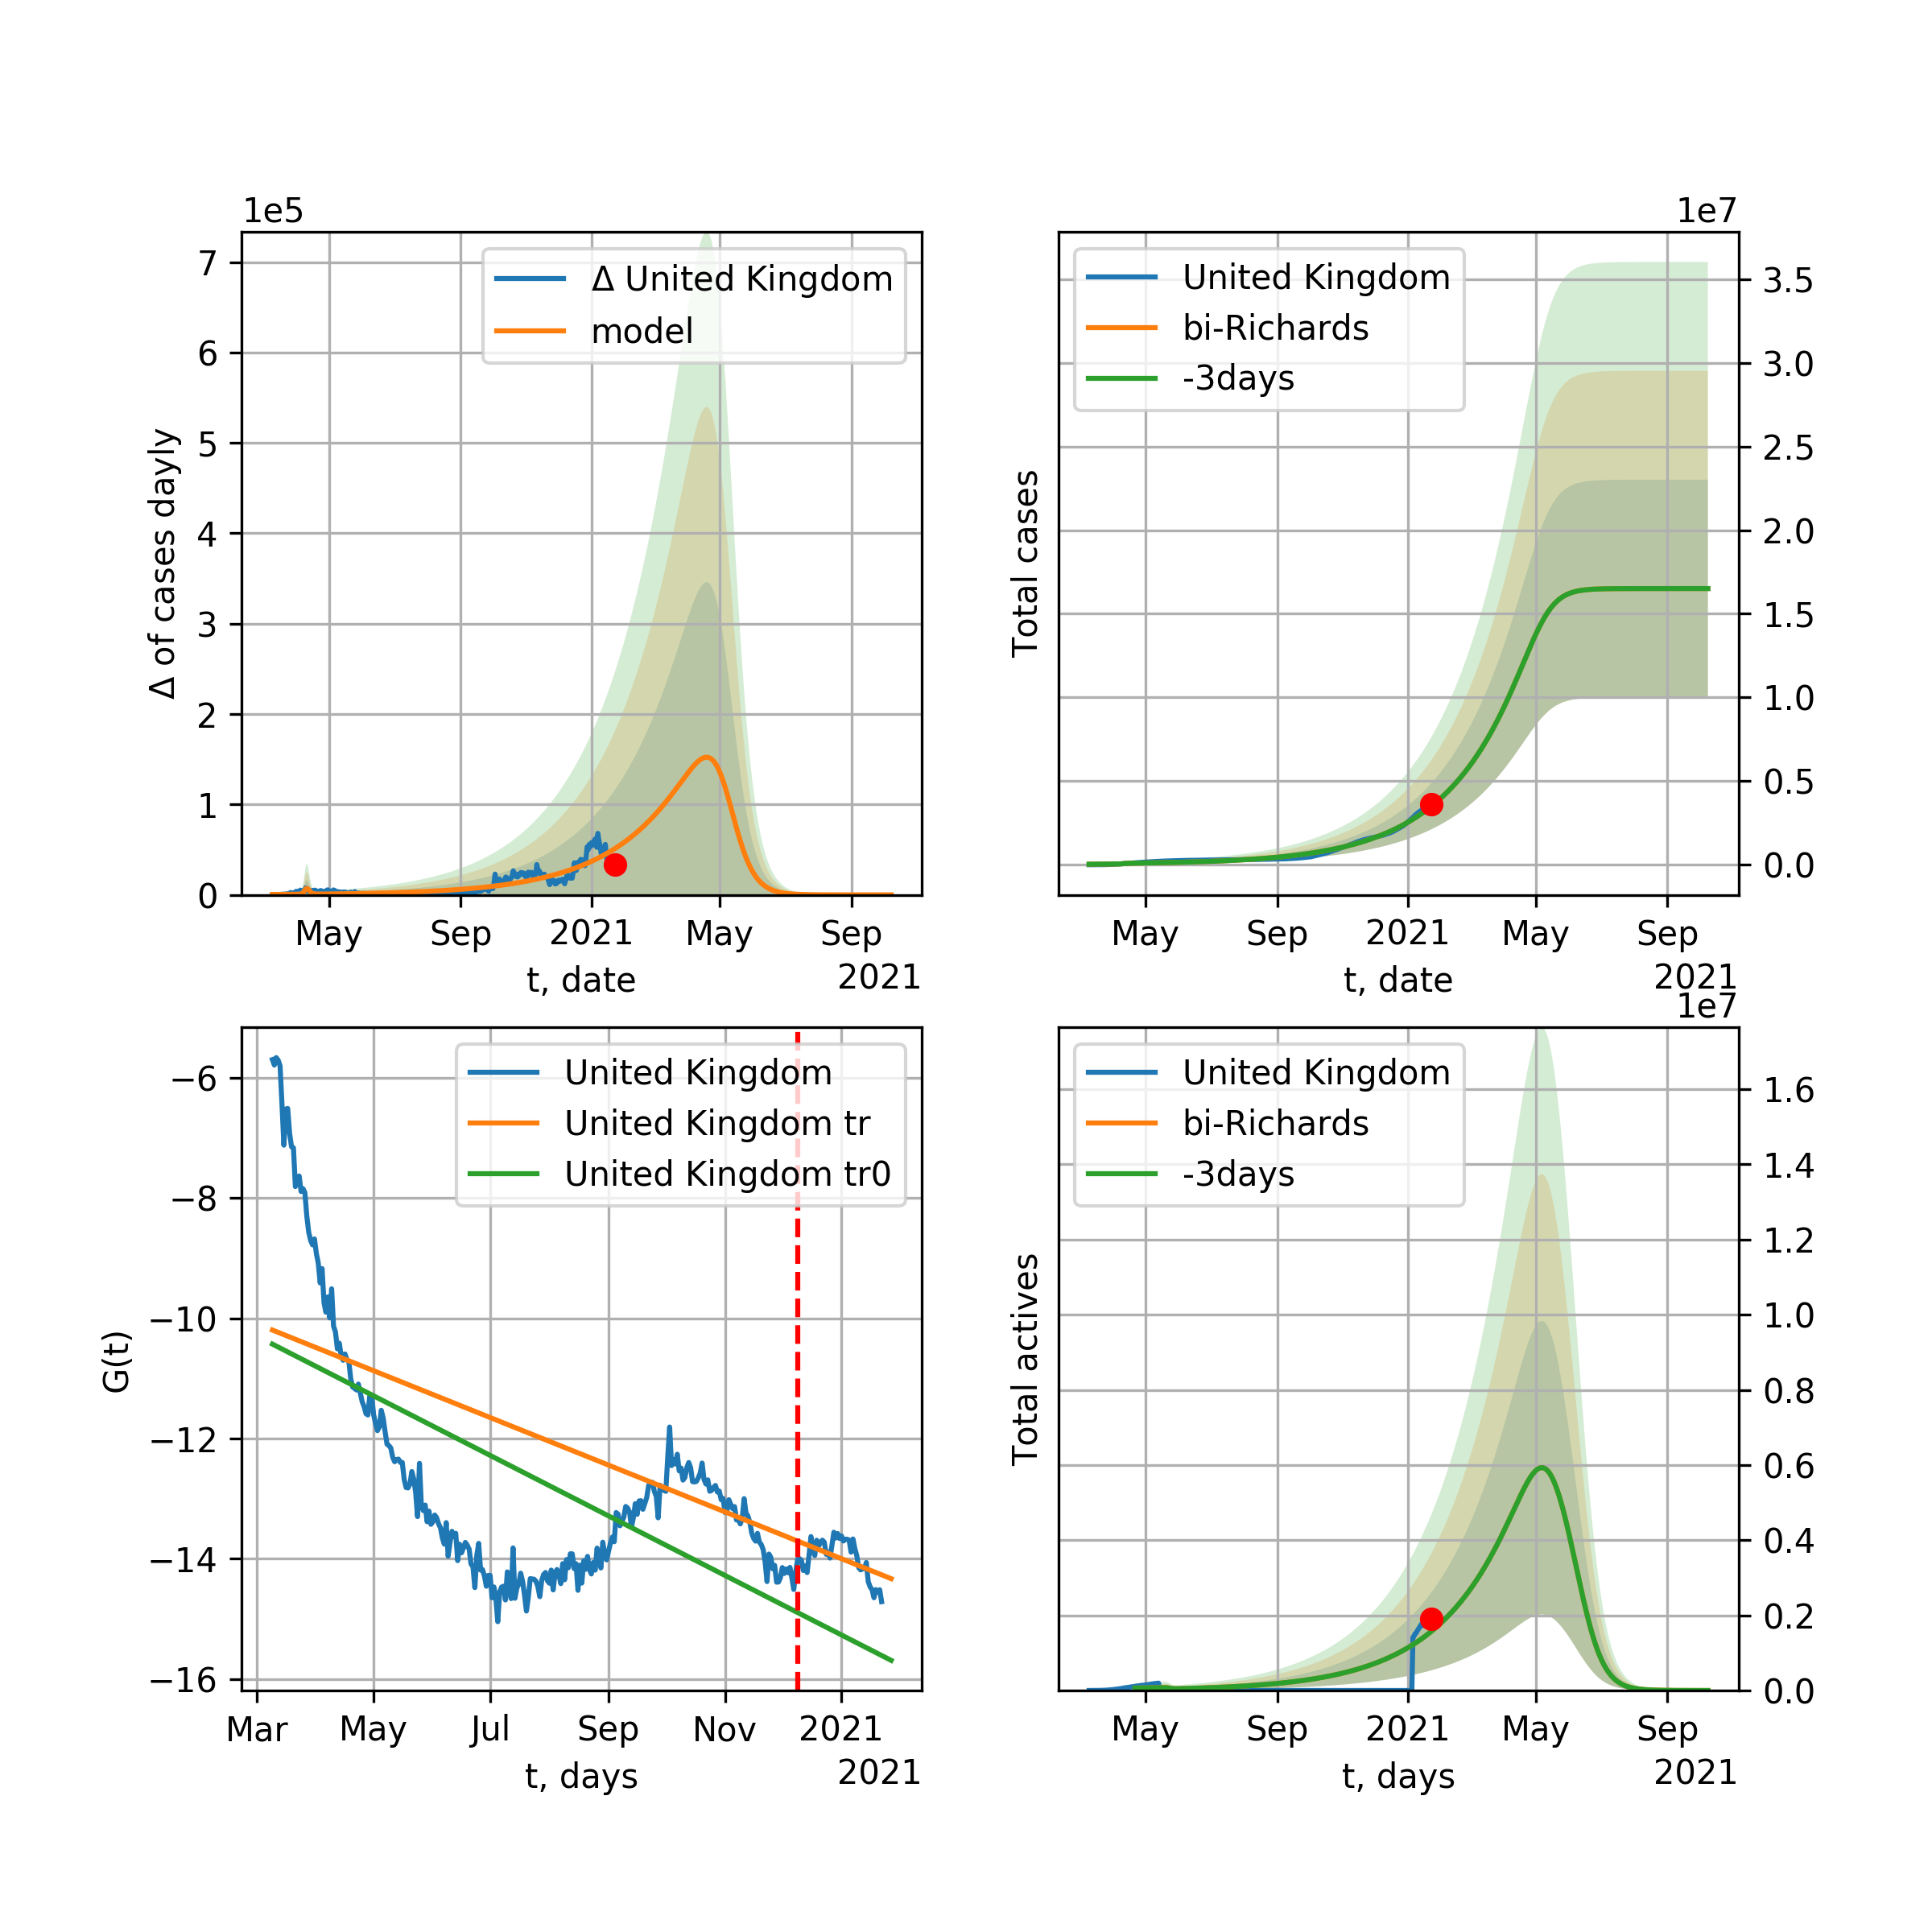 1e5
7
6
5
4
3
2
1
0
Δ of cases dayly
Δ United Kingdom
model
May
Sep
2021
May
Sep
t, date
2021
1e7
United Kingdom
bi-Richards
-3days
3.5
3.0
2.5
2.0
1.5
1.0
0.5
0.0
Total cases
May
Sep
2021
May
Sep
t, date
2021
−6
−8
−10
−12
−14
−16
G(t)
United Kingdom
United Kingdom tr
United Kingdom tr0
Mar
May
Jul
Sep
Nov
2021
t, days
2021
1e7
United Kingdom
bi-Richards
-3days
1.6
1.4
1.2
1.0
0.8
0.6
0.4
0.2
0.0
Total actives
May
Sep
2021
May
Sep
t, days
2021